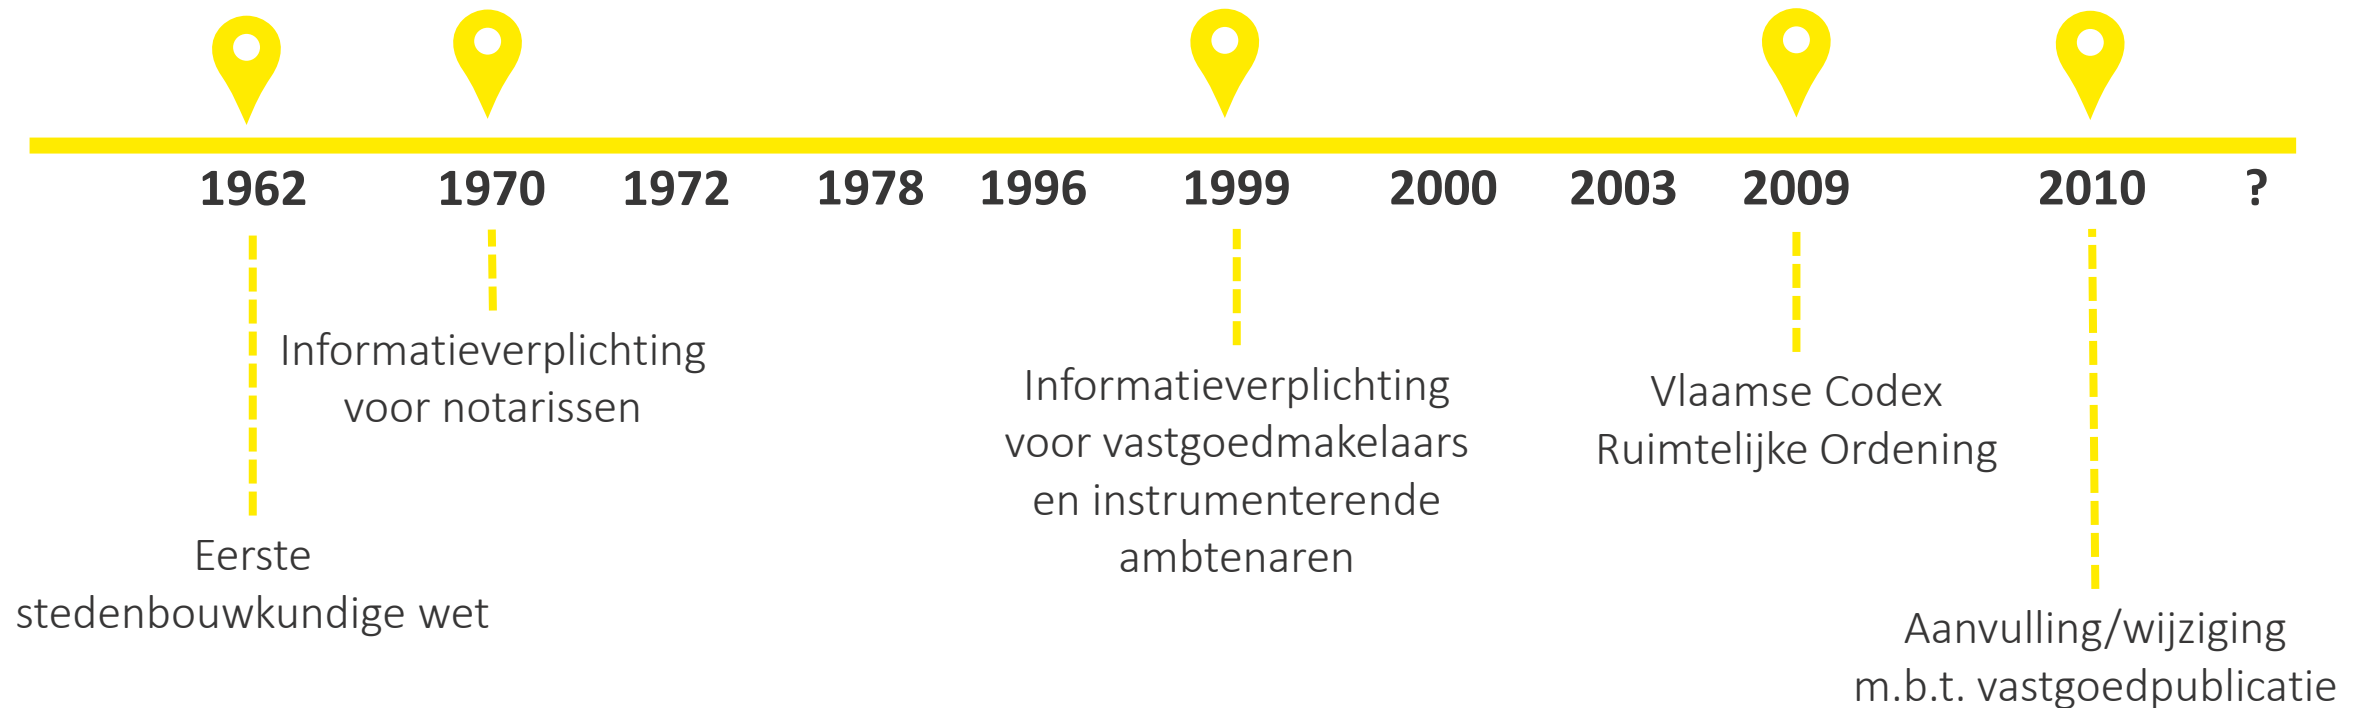 1962 1970 1972 1978 1996 1999 2000 2003 2009 2010 ?
Eerste
stedenbouwkundige wet
Informatieverplichting
voor notarissen
Informatieverplichting
voor vastgoedmakelaars
en instrumenterende
ambtenaren
Vlaamse Codex
Ruimtelijke Ordening
Aanvulling/wijziging
m.b.t. vastgoedpublicatie